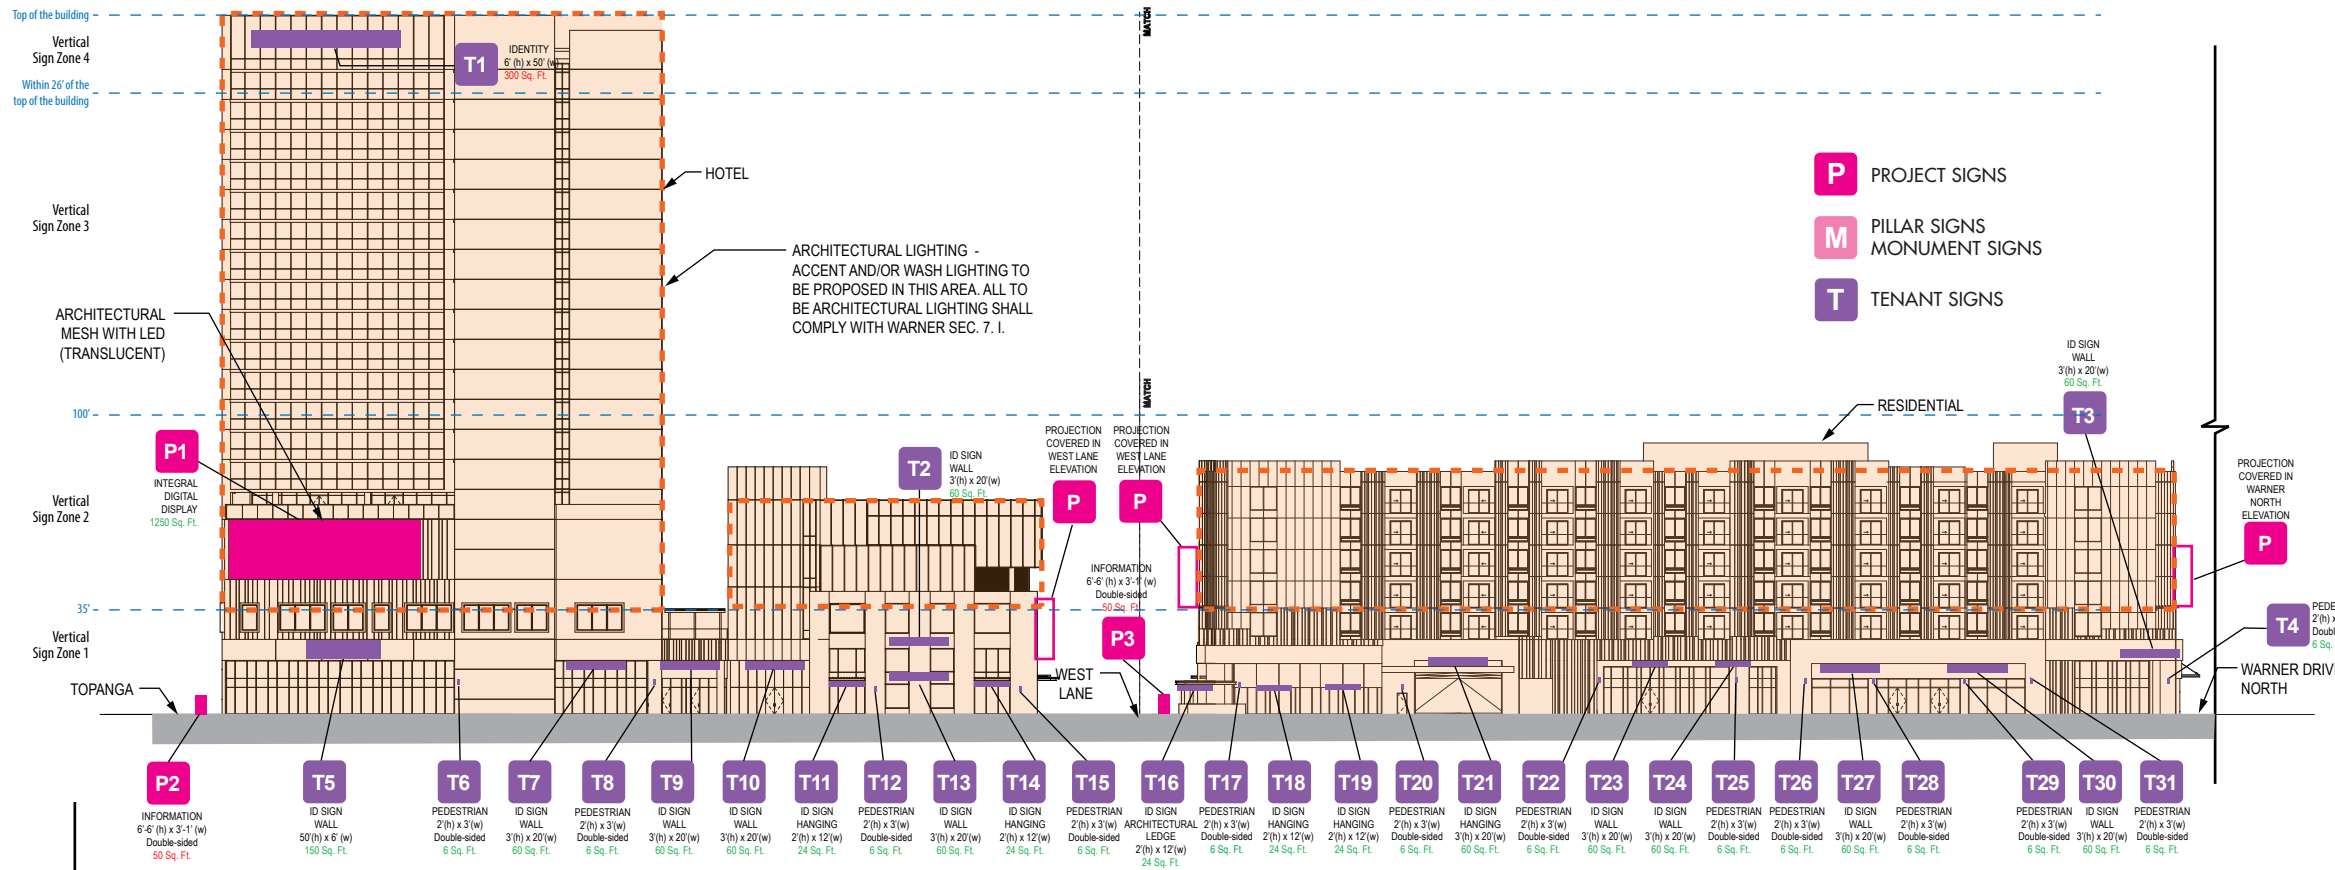 Top of the building
Vertical
Sign Zone 4
Within 26' of the
top of the building
Vertical
Sign Zone 3
100'
Vertical
Sign Zone 2
35'
Vertical
Sign Zone 1
T1
IDENTITY
6' (h) x 50' (w)
300 Sq. Ft.
HOTEL
ARCHITECTURAL LIGHTING -
ACCENT AND/OR WASH LIGHTING TO
BE PROPOSED IN THIS AREA. ALL TO
BE ARCHITECTURAL LIGHTING SHALL
COMPLY WITH WARNER SEC. 7. I.
ARCHITECTURAL
MESH WITH LED
(TRANSLUCENT)
P1
INTEGRAL
DIGITAL
DISPLAY
1250 Sq. Ft.
MATCH
MATCH
P
PROJECT SIGNS
M
PILLAR SIGNS
MONUMENT SIGNS
T
TENANT SIGNS
T2
ID SIGN
WALL
3'(h) x 20'(w)
60 Sq. Ft.
PROJECTION
COVERED IN
WEST LANE
ELEVATION
P
PROJECTION
COVERED IN
WEST LANE
ELEVATION
P
RESIDENTIAL
ID SIGN
WALL
3'(h) x 20'(w)
60 Sq. Ft.
T3
PROJECTION
COVERED IN
WARNER
NORTH
ELEVATION
P
INFORMATION
6'-6' (h) x 3'-1' (w)
Double-sided
50 Sq. Ft.
P3
T4
2'(h)
6 Sq.
TOPANGA
WEST
LANE
NORTH
P2
INFORMATION
6'-6' (h) x 3'-1' (w)
Double-sided
50 Sq. Ft.
T5
ID SIGN
WALL
50'(h) x 6' (w)
150 Sq. Ft.
T6
PEDESTRIAN
2'(h) x 3'(w)
Double-sided
6 Sq. Ft.
T7
ID SIGN
WALL
3'(h) x 20'(w)
60 Sq. Ft.
T8
PEDESTRIAN
2'(h) x 3'(w)
Double-sided
6 Sq. Ft.
T9
ID SIGN
WALL
3'(h) x 20'(w)
60 Sq. Ft.
T10
ID SIGN
WALL
3'(h) x 20'(w)
60 Sq. Ft.
T11
ID SIGN
HANGING
2'(h) x 12'(w)
24 Sq. Ft.
T12
PEDESTRIAN
2'(h) x 3'(w)
Double-sided
6 Sq. Ft.
T13
ID SIGN
WALL
3'(h) x 20'(w)
60 Sq. Ft.
T14
ID SIGN
HANGING
2'(h) x 12'(w)
24 Sq. Ft.
T15
PEDESTRIAN
2'(h) x 3'(w)
Double-sided
6 Sq. Ft.
T16
ID SIGN
ARCHITECTURAL
LEDGE
2'(h) x 12'(w)
24 Sq. Ft.
T17
PEDESTRIAN
2'(h) x 3'(w)
Double-sided
6 Sq. Ft.
T18
ID SIGN
HANGING
2'(h) x 12'(w)
24 Sq. Ft.
T19
ID SIGN
HANGING
2'(h) x 12'(w)
24 Sq. Ft.
T20
PEDESTRIAN
2'(h) x 3'(w)
Double-sided
6 Sq. Ft.
T21
ID SIGN
HANGING
3'(h) x 20'(w)
60 Sq. Ft.
T22
PEDESTRIAN
2'(h) x 3'(w)
Double-sided
6 Sq. Ft.
T23
ID SIGN
WALL
3'(h) x 20'(w)
60 Sq. Ft.
T24
ID SIGN
WALL
3'(h) x 20'(w)
60 Sq. Ft.
T25
PEDESTRIAN
2'(h) x 3'(w)
Double-sided
6 Sq. Ft.
T26
PEDESTRIAN
2'(h) x 3'(w)
Double-sided
6 Sq. Ft.
T27
ID SIGN
WALL
3'(h) x 20'(w)
60 Sq. Ft.
T28
PEDESTRIAN
2'(h) x 3'(w)
Double-sided
6 Sq. Ft.
T29
PEDESTRIAN
2'(h) x 3'(w)
Double-sided
6 Sq. Ft.
T30
ID SIGN
WALL
3'(h) x 20'(w)
60 Sq. Ft.
T31
PEDESTRIAN
2'(h) x 3'(w)
Double-sided
6 Sq. Ft.